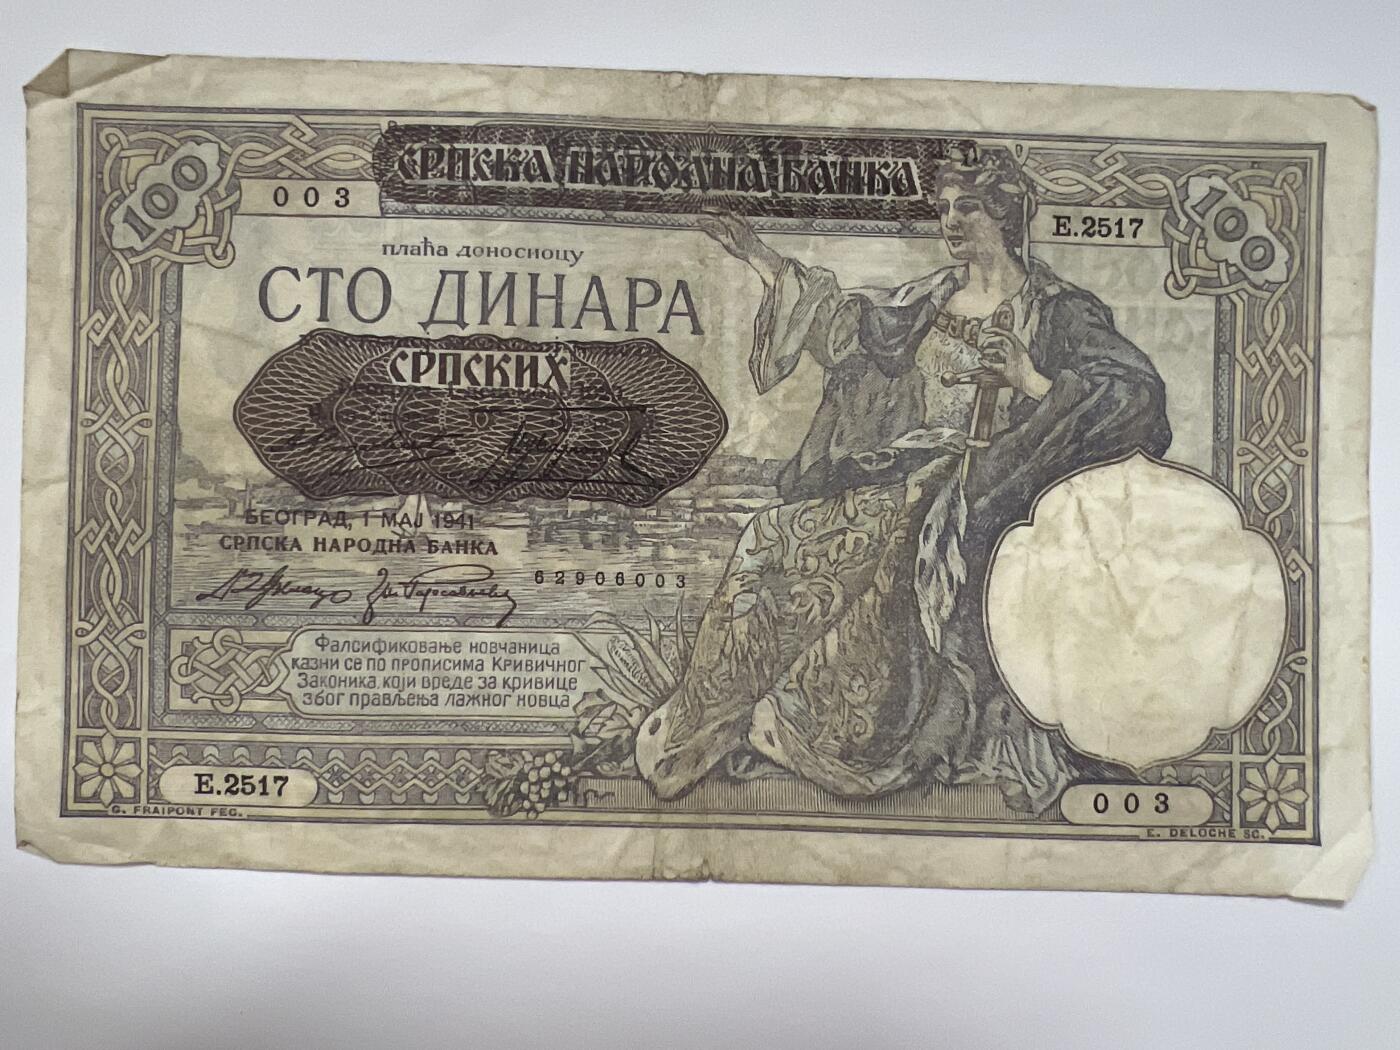 СРПСКА НАРОДНА БАНКА
100
003
E.2517
100
плаћа доносиоцу
СТО ДИНАРА
СРПСКИХ
БЕОГРАД, 1 МАЈ 1941
СРПСКА НАРОДНА БАНКА
62906003
Фалсификовање новчаница
казни се по прописима Кривичног
Законика, који вреде за кривице
због прављења лажног новца
E.2517
003
G. FRAIPONT FEC.
E. DELOCHE SC.